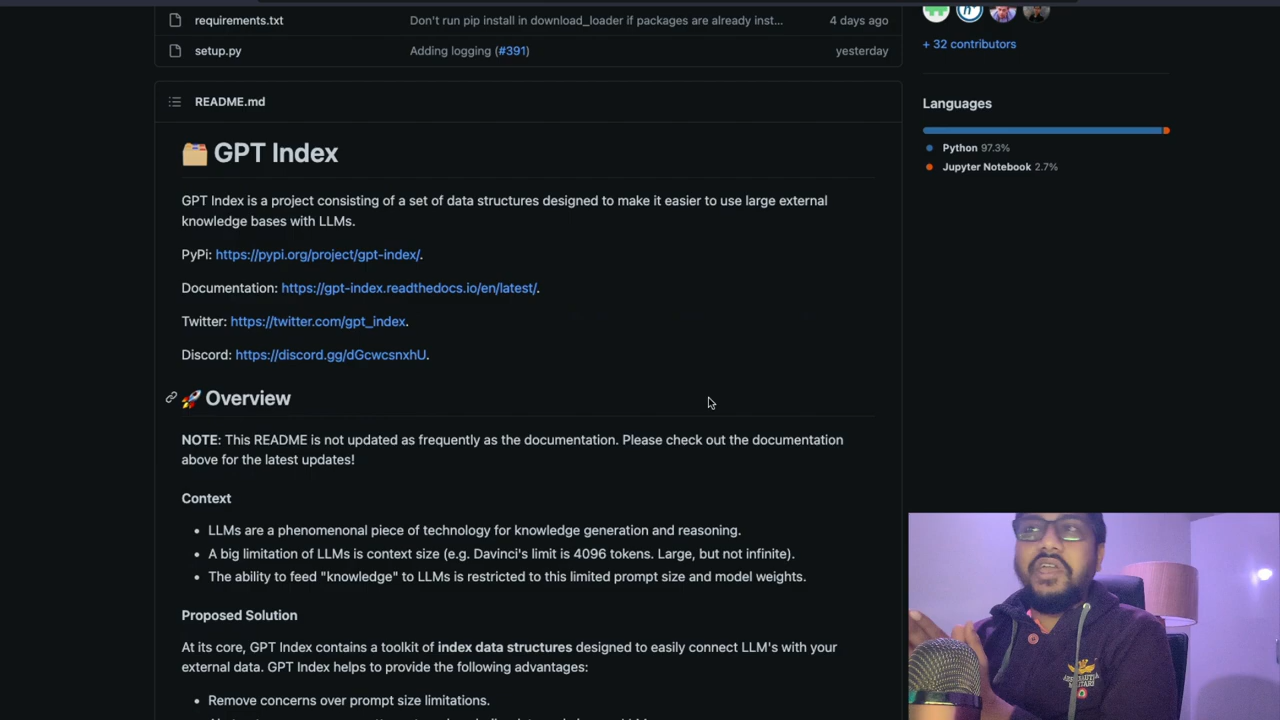 requirements.txt Don't run pip install in download_loader if packages are already inst... 4 days ago
setup.py Adding logging (#391) yesterday
+ 32 contributors
README.md
Languages
Python 97.3%
Jupyter Notebook 2.7%
GPT Index
GPT Index is a project consisting of a set of data structures designed to make it easier to use large external
knowledge bases with LLMs.
PyPi: https://pypi.org/project/gpt-index/.
Documentation: https://gpt-index.readthedocs.io/en/latest/.
Twitter: https://twitter.com/gpt_index.
Discord: https://discord.gg/dGcwcsnxhU.
Overview
NOTE: This README is not updated as frequently as the documentation. Please check out the documentation
above for the latest updates!
Context
LLMs are a phenomenonal piece of technology for knowledge generation and reasoning.
A big limitation of LLMs is context size (e.g. Davinci's limit is 4096 tokens. Large, but not infinite).
The ability to feed "knowledge" to LLMs is restricted to this limited prompt size and model weights.
Proposed Solution
At its core, GPT Index contains a toolkit of index data structures designed to easily connect LLM's with your
external data. GPT Index helps to provide the following advantages:
Remove concerns over prompt size limitations.